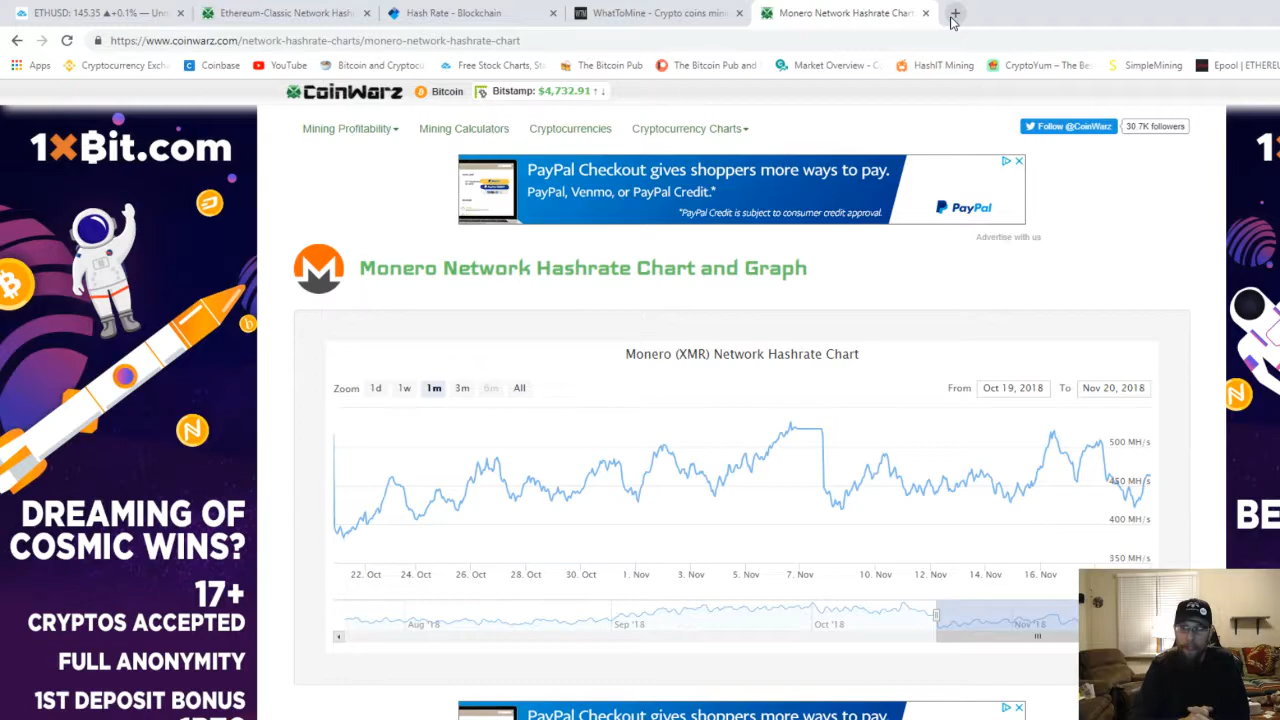 ETHUSD: 145.35 ▲+0.1% — Un
Ethereum-Classic Network Hash
Hash Rate - Blockchain
WhatToMine - Crypto coins min
Monero Network Hashrate Chart
https://www.coinwarz.com/network-hashrate-charts/monero-network-hashrate-chart
Apps
Cryptocurrency Exch
Coinbase
YouTube
Bitcoin and Cryptocu
Free Stock Charts, St
The Bitcoin Pub
The Bitcoin Pub and
Market Overview - C
HashIT Mining
CryptoYum – The Be
SimpleMining
Epool | ETHERE
CoinWarz
Bitcoin
Bitstamp: $4,732.91 ↑ ↓
Mining Profitability
Mining Calculators
Cryptocurrencies
Cryptocurrency Charts
Follow @CoinWarz
30.7K followers
1xBit.com
PayPal Checkout gives shoppers more ways to pay.
PayPal, Venmo, or PayPal Credit.*
*PayPal Credit is subject to consumer credit approval.
PayPal
Advertise with us
Monero Network Hashrate Chart and Graph
Monero (XMR) Network Hashrate Chart
Zoom 1d 1w 1m 3m 6m All
From Oct 19, 2018 To Nov 20, 2018
500 MH/s
450 MH/s
400 MH/s
350 MH/s
22. Oct 24. Oct 26. Oct 28. Oct 30. Oct 1. Nov 3. Nov 5. Nov 7. Nov 10. Nov 12. Nov 14. Nov 16. Nov
Aug '18 Sep '18 Oct '18 Nov '18
DREAMING OF
COSMIC WINS?
17+
CRYPTOS ACCEPTED
FULL ANONYMITY
1ST DEPOSIT BONUS
1
BE
PayPal Checkout gives shoppers more ways to pay.